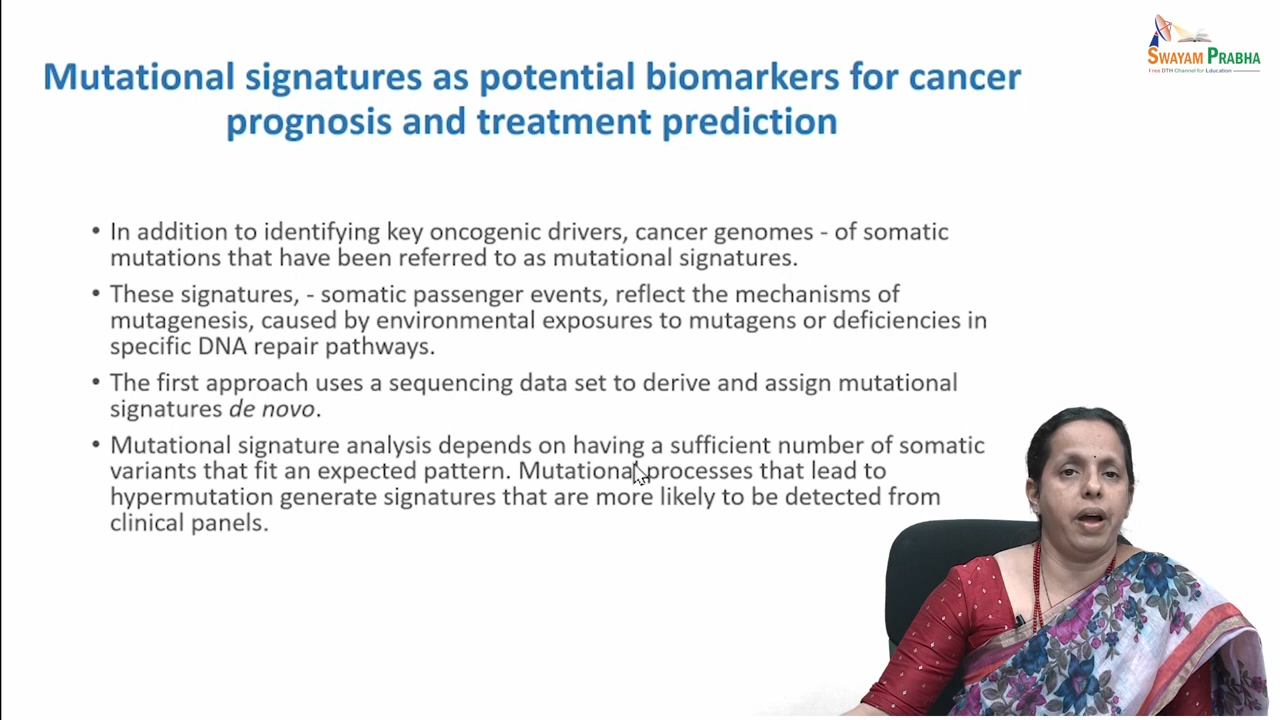 SWAYAM PRABHA
Free DTH Channel for Education
Mutational signatures as potential biomarkers for cancer
prognosis and treatment prediction
• In addition to identifying key oncogenic drivers, cancer genomes - of somatic
mutations that have been referred to as mutational signatures.
• These signatures, - somatic passenger events, reflect the mechanisms of
mutagenesis, caused by environmental exposures to mutagens or deficiencies in
specific DNA repair pathways.
• The first approach uses a sequencing data set to derive and assign mutational
signatures de novo.
• Mutational signature analysis depends on having a sufficient number of somatic
variants that fit an expected pattern. Mutational processes that lead to
hypermutation generate signatures that are more likely to be detected from
clinical panels.